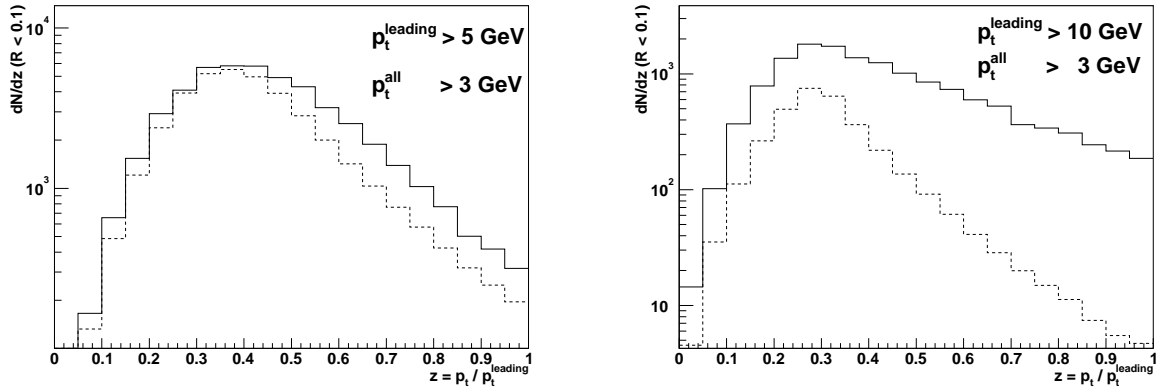 dN/dz (R < 0.1)
10^4
10^3
p_t^leading > 5 GeV
p_t^all > 3 GeV
0 0.1 0.2 0.3 0.4 0.5 0.6 0.7 0.8 0.9 1
z = p_t / p_t^leading
dN/dz (R < 0.1)
10^3
10^2
10
p_t^leading > 10 GeV
p_t^all > 3 GeV
0 0.1 0.2 0.3 0.4 0.5 0.6 0.7 0.8 0.9 1
z = p_t / p_t^leading